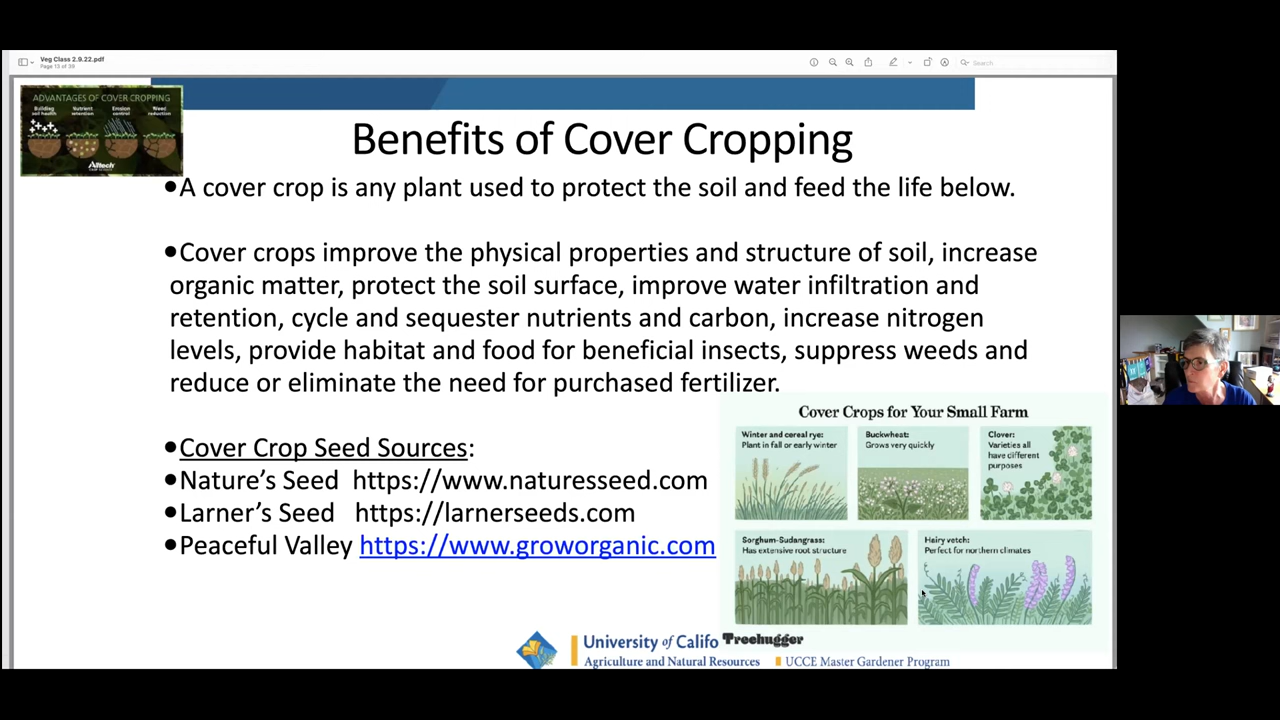 Veg Class 2.9.22.pdf
Page 13 of 39
Search
ADVANTAGES OF COVER CROPPING
Building soil health
Nutrient retention
Erosion control
Weed reduction
Alltech
CROP SCIENCE
Benefits of Cover Cropping
•A cover crop is any plant used to protect the soil and feed the life below.
•Cover crops improve the physical properties and structure of soil, increase
organic matter, protect the soil surface, improve water infiltration and
retention, cycle and sequester nutrients and carbon, increase nitrogen
levels, provide habitat and food for beneficial insects, suppress weeds and
reduce or eliminate the need for purchased fertilizer.
•Cover Crop Seed Sources:
•Nature's Seed https://www.naturesseed.com
•Larner's Seed https://larnerseeds.com
•Peaceful Valley https://www.groworganic.com
Cover Crops for Your Small Farm
Winter and cereal rye:
Plant in fall or early winter
Buckwheat:
Grows very quickly
Clover:
Varieties all
have different
purposes
Sorghum-Sudangrass:
Has extensive root structure
Hairy vetch:
Perfect for northern climates
Treehugger
University of Califo
Agriculture and Natural Resources
UCCE Master Gardener Program